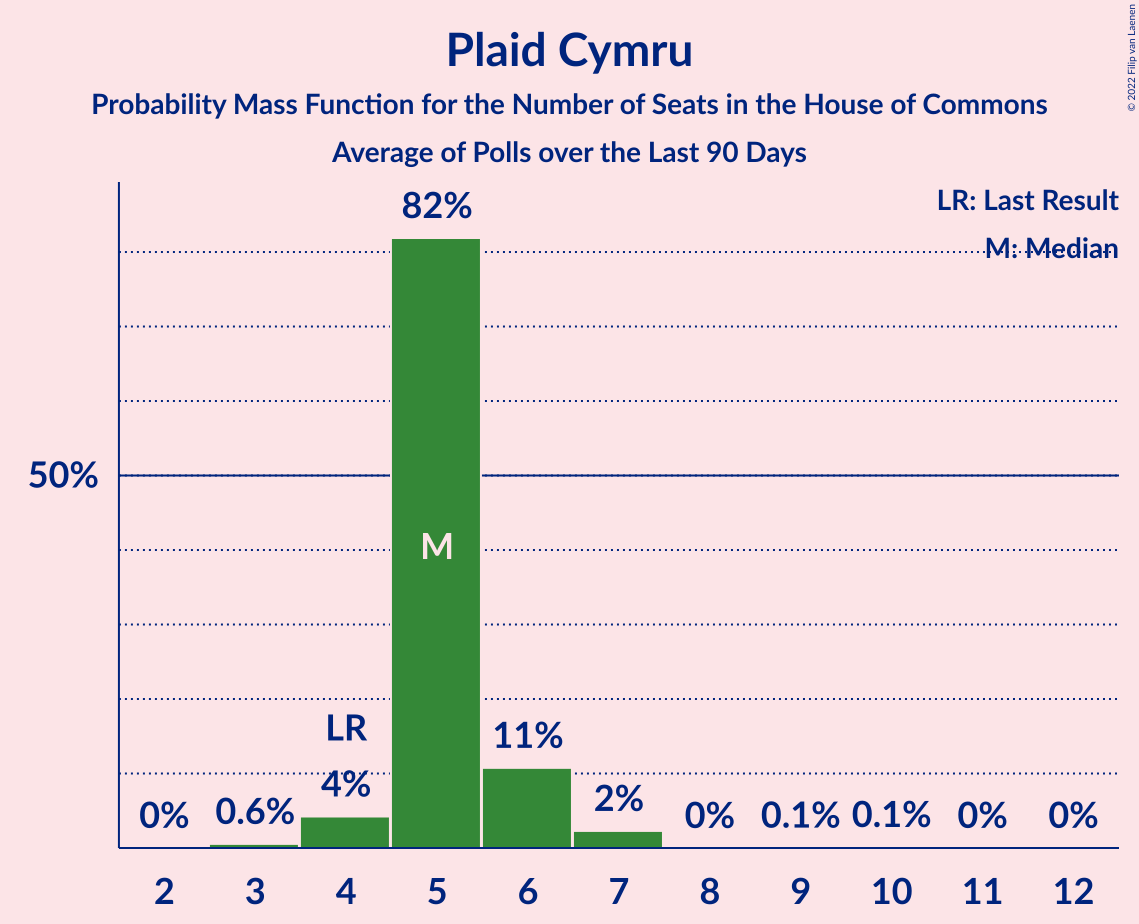 Plaid Cymru
Probability Mass Function for the Number of Seats in the House of Commons
Average of Polls over the Last 90 Days
© 2022 Filip van Laenen
LR: Last Result
M: Median
82%
50%
M
LR
11%
4%
0% 0.6% 2% 0% 0.1% 0.1% 0% 0%
2 3 4 5 6 7 8 9 10 11 12